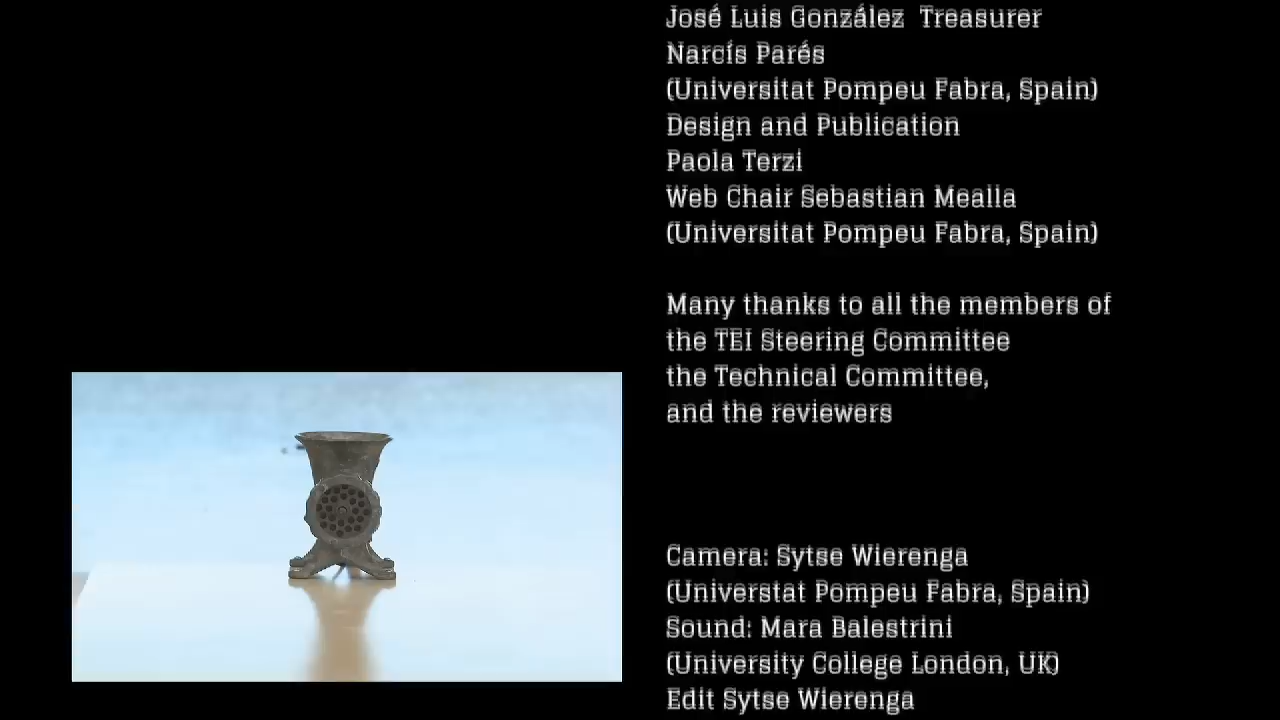 José Luis González  Treasurer
Narcís Parés
(Universitat Pompeu Fabra, Spain)
Design and Publication
Paola Terzi
Web Chair Sebastian Mealla
(Universitat Pompeu Fabra, Spain)
Many thanks to all the members of
the TEI Steering Committee
the Technical Committee,
and the reviewers
Camera: Sytse Wierenga
(Universtat Pompeu Fabra, Spain)
Sound: Mara Balestrini
(University College London, UK)
Edit Sytse Wierenga